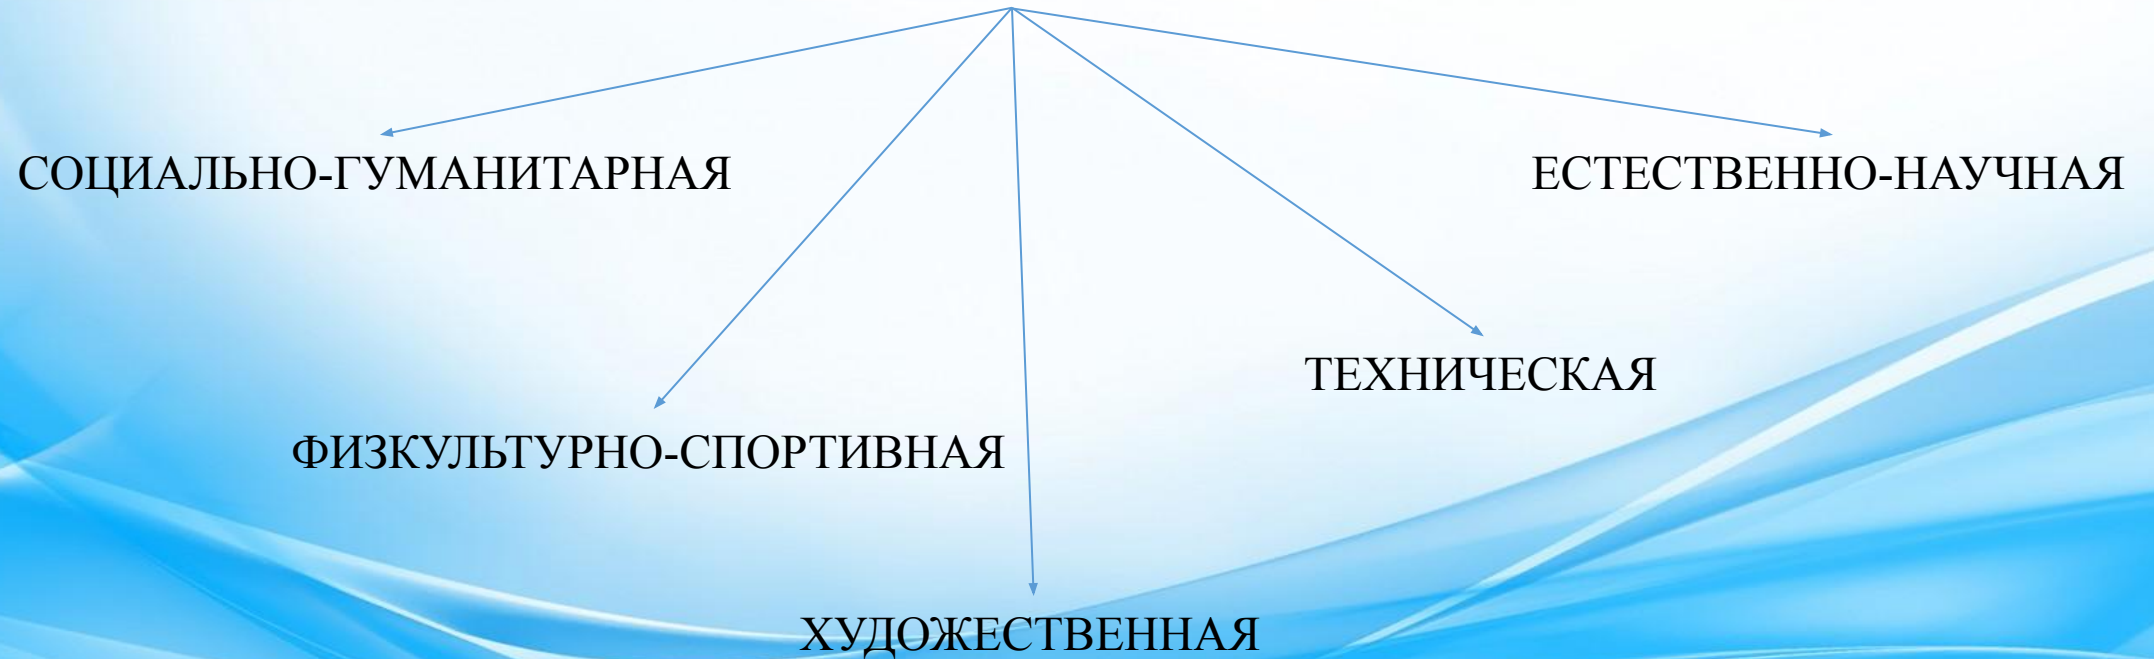 СОЦИАЛЬНО-ГУМАНИТАРНАЯ
ЕСТЕСТВЕННО-НАУЧНАЯ
ТЕХНИЧЕСКАЯ
ФИЗКУЛЬТУРНО-СПОРТИВНАЯ
ХУДОЖЕСТВЕННАЯ